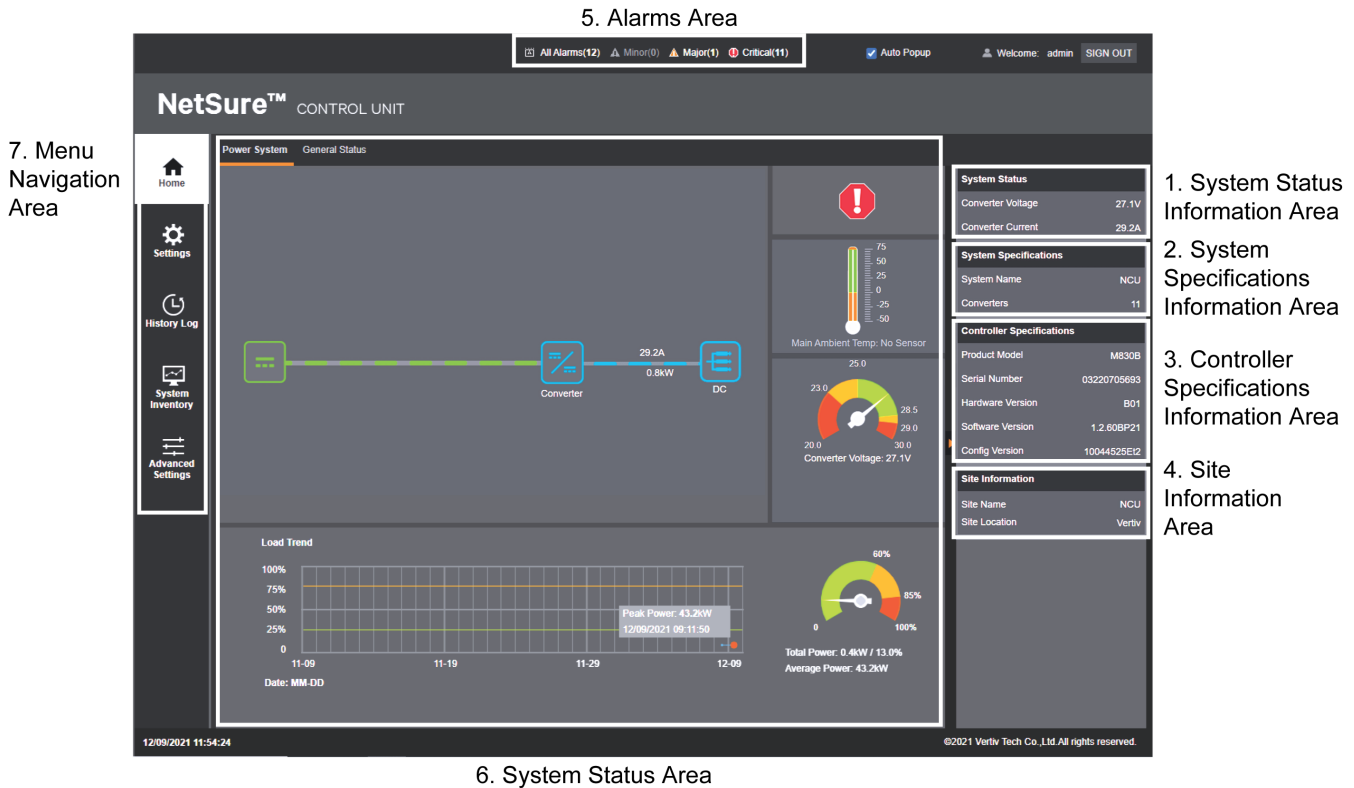 5. Alarms Area
All Alarms(12) Minor(0) Major(1) Critical(11)
Auto Popup
Welcome: admin SIGN OUT
NetSure™ CONTROL UNIT
7. Menu
Navigation
Area
Home
Settings
History Log
System
Inventory
Advanced
Settings
Power System General Status
29.2A
0.8kW
Converter
DC
75
50
25
0
-25
-50
Main Ambient Temp: No Sensor
25.0
23.0
28.5
29.0
20.0
30.0
Converter Voltage: 27.1V
Load Trend
100%
75%
50%
25%
0
Peak Power: 43.2kW
12/09/2021 09:11:50
11-09 11-19 11-29 12-09
Date: MM-DD
60%
85%
0
100%
Total Power: 0.4kW / 13.0%
Average Power: 43.2kW
System Status
Converter Voltage 27.1V
Converter Current 29.2A
System Specifications
System Name NCU
Converters 11
Controller Specifications
Product Model M830B
Serial Number 03220705693
Hardware Version B01
Software Version 1.2.60BP21
Config Version 10044525Et2
Site Information
Site Name NCU
Site Location Vertiv
1. System Status
Information Area
2. System
Specifications
Information Area
3. Controller
Specifications
Information Area
4. Site
Information
Area
12/09/2021 11:54:24
©2021 Vertiv Tech Co.,Ltd.All rights reserved.
6. System Status Area